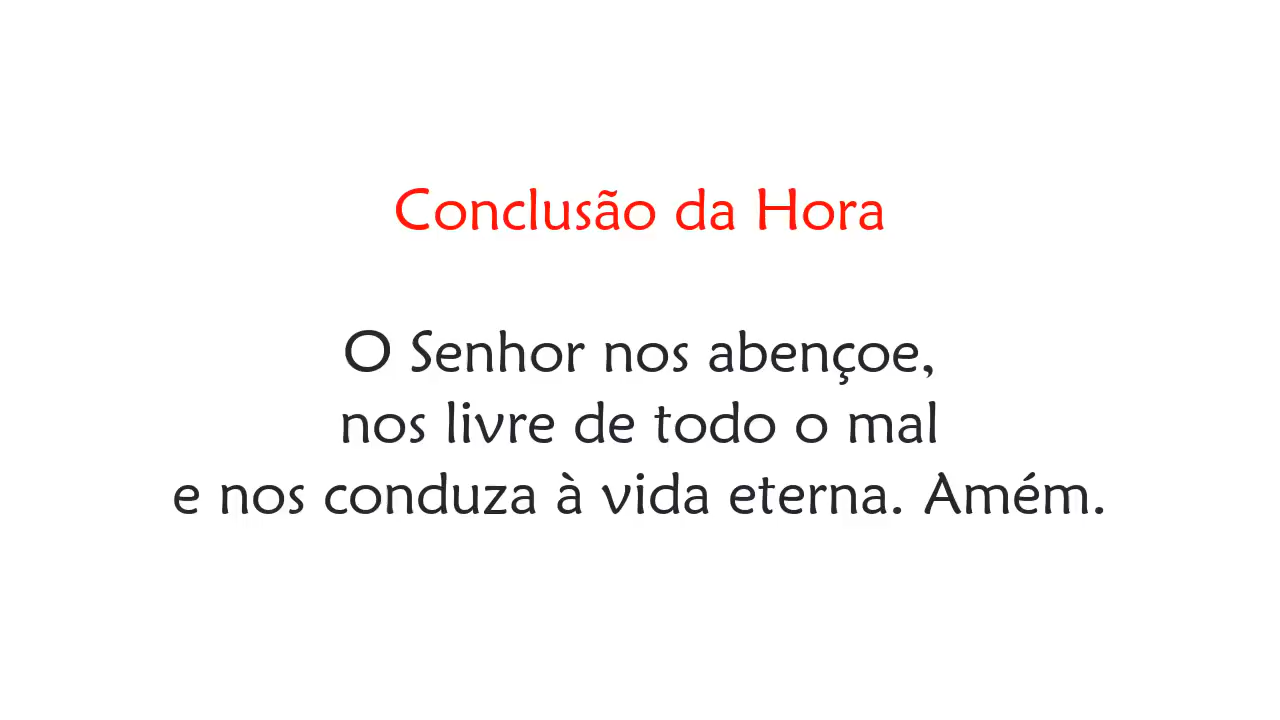 Conclusão da Hora
O Senhor nos abençoe,
nos livre de todo o mal
e nos conduza à vida eterna. Amém.